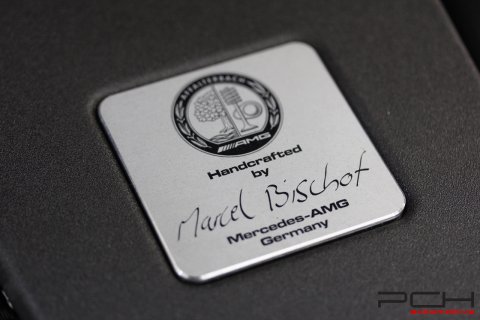 AFFALTERBACH
AMG
Handcrafted
by
Marcel Bischof
Mercedes-AMG
Germany
PCH